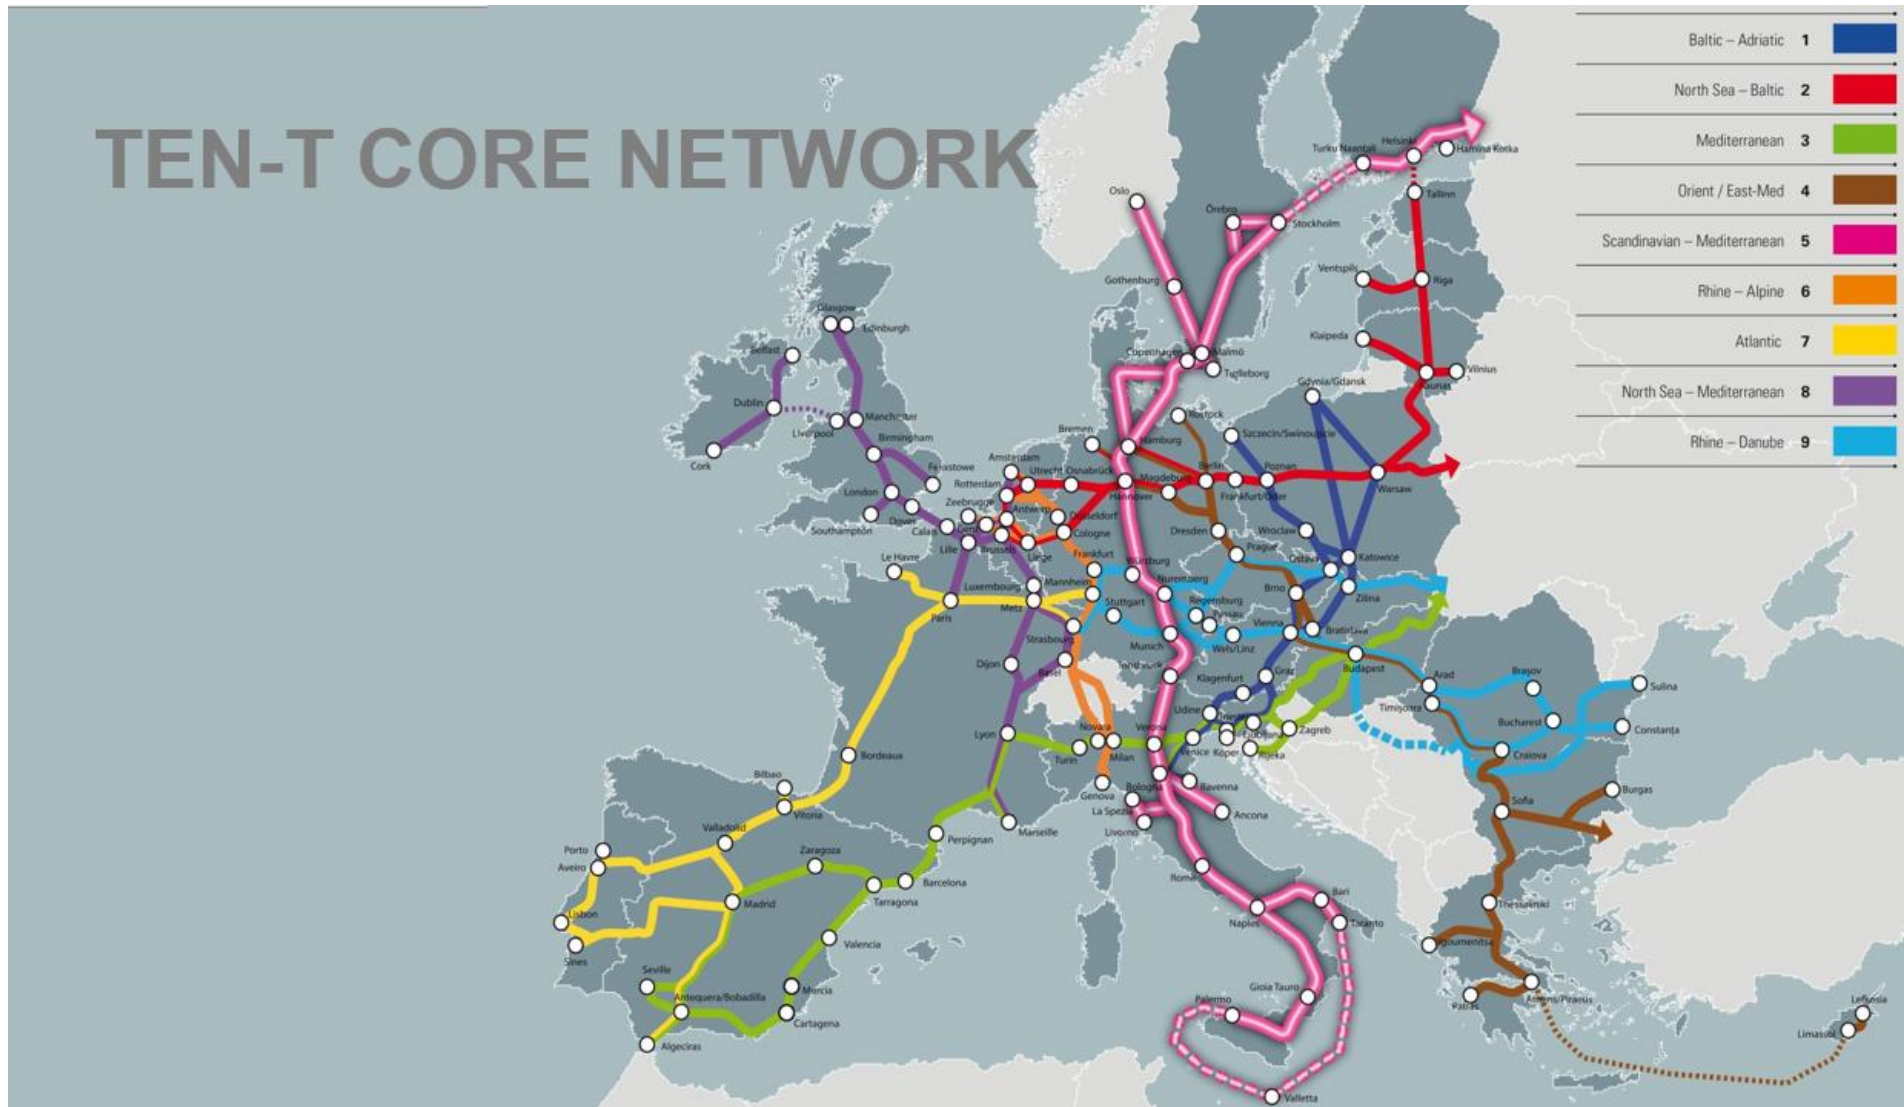 TEN-T CORE NETWORK
Baltic – Adriatic 1
North Sea – Baltic 2
Mediterranean 3
Orient / East-Med 4
Scandinavian – Mediterranean 5
Rhine – Alpine 6
Atlantic 7
North Sea – Mediterranean 8
Rhine – Danube 9
Helsinki
Turku Naantali
Hamina Kotka
Oslo
Tallinn
Örebro
Stockholm
Ventspils
Riga
Gothenburg
Glasgow
Edinburgh
Klaipeda
Belfast
Copenhagen
Malmö
Trelleborg
Vilnius
Kaunas
Gdynia/Gdansk
Dublin
Liverpool
Manchester
Rostock
Birmingham
Bremen
Hamburg
Szczecin/Swinoujscie
Cork
Felixstowe
Amsterdam
Utrecht
Osnabrück
Magdeburg
Berlin
Poznan
London
Rotterdam
Hannover
Frankfurt/Oder
Warsaw
Zeebrugge
Southampton
Dover
Calais
Gent
Antwerp
Düsseldorf
Cologne
Dresden
Wroclaw
Lille
Brussels
Liège
Le Havre
Frankfurt
Prague
Ostava
Katowice
Luxembourg
Mannheim
Würzburg
Nuremberg
Brno
Zilina
Paris
Metz
Stuttgart
Regensburg
Passau
Vienna
Bratislava
Strasbourg
Munich
Wels/Linz
Dijon
Basel
Innsbruck
Klagenfurt
Graz
Budapest
Arad
Braşov
Sulina
Timişoara
Udine
Trieste
Lyon
Novara
Verona
Ljubljana
Zagreb
Bucharest
Constanţa
Bordeaux
Turin
Milan
Venice
Koper
Rijeka
Craiova
Bilbao
Genova
Bologna
Ravenna
Burgas
Vitoria
La Spezia
Ancona
Sofia
Marseille
Livorno
Valladolid
Perpignan
Porto
Zaragoza
Aveiro
Rome
Barcelona
Madrid
Tarragona
Bari
Thessaloniki
Lisbon
Naples
Taranto
Valencia
Igoumenitsa
Sines
Seville
Murcia
Gioia Tauro
Antequera/Bobadilla
Palermo
Patras
Athens/Piraeus
Lefkosia
Cartagena
Limassol
Algeciras
Valletta